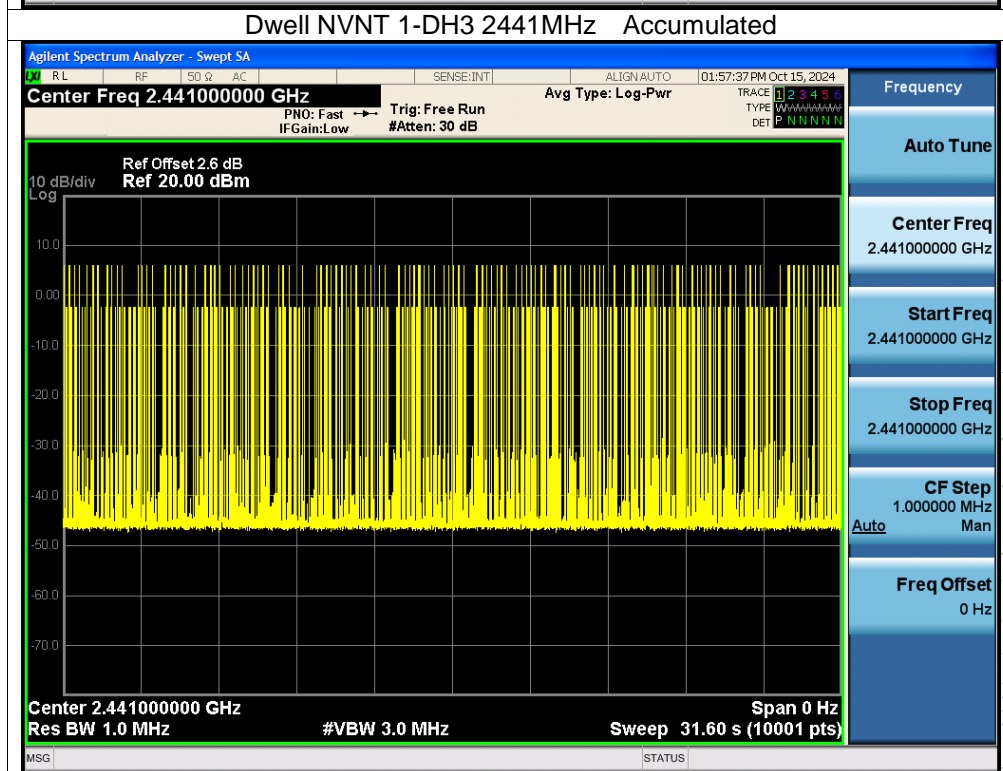 Dwell NVNT 1-DH3 2441MHz    Accumulated
Agilent Spectrum Analyzer - Swept SA
LXI RL RF 50 Ω AC SENSE:INT ALIGN AUTO 01:57:37 PM Oct 15, 2024
Center Freq 2.441000000 GHz
PNO: Fast
IFGain:Low
Trig: Free Run
#Atten: 30 dB
Avg Type: Log-Pwr
TRACE 1 2 3 4 5 6
TYPE WWWWWW
DET P N N N N N
Ref Offset 2.6 dB
10 dB/div Ref 20.00 dBm
Log
10.0
0.00
-10.0
-20.0
-30.0
-40.0
-50.0
-60.0
-70.0
Center 2.441000000 GHz Span 0 Hz
Res BW 1.0 MHz #VBW 3.0 MHz Sweep 31.60 s (10001 pts)
MSG STATUS
Frequency
Auto Tune
Center Freq
2.441000000 GHz
Start Freq
2.441000000 GHz
Stop Freq
2.441000000 GHz
CF Step
1.000000 MHz
Auto Man
Freq Offset
0 Hz